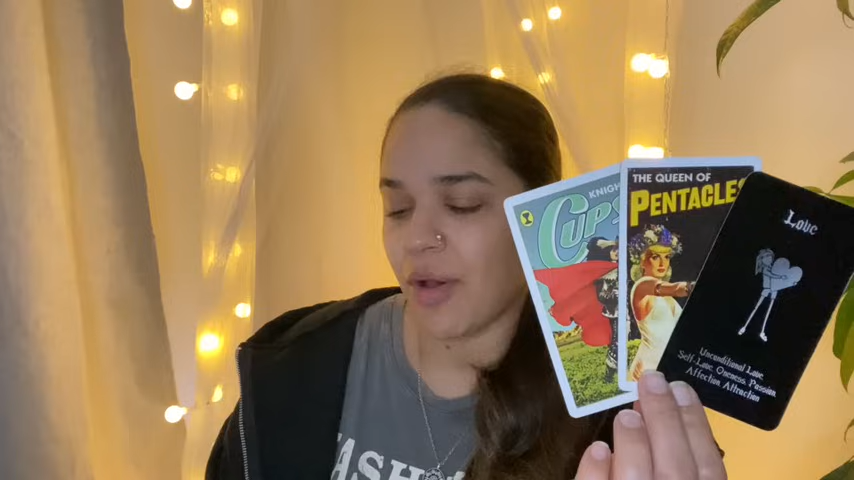 KNIGH
CUPS
THE QUEEN OF
PENTACLES
Love
Unconditional Love,
Self-Love, Oneness, Passion
Affection Attraction